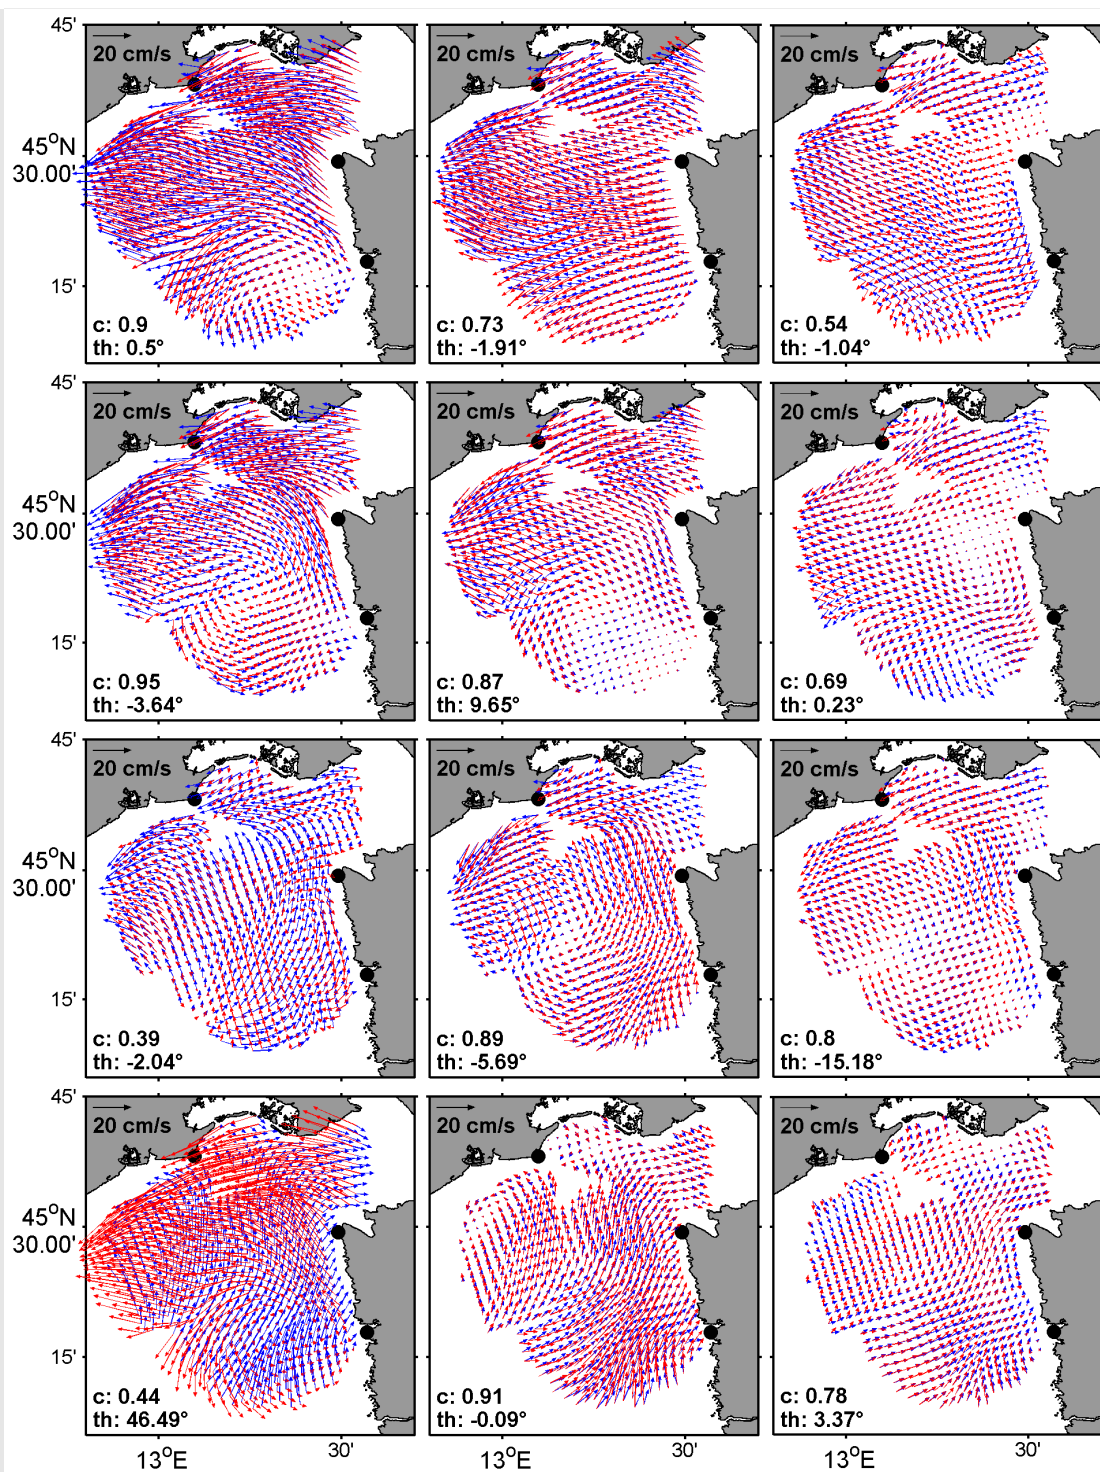 45'
20 cm/s
20 cm/s
20 cm/s
45°N
30.00'
15'
c: 0.9
th: 0.5°
c: 0.73
th: -1.91°
c: 0.54
th: -1.04°
45'
20 cm/s
20 cm/s
20 cm/s
45°N
30.00'
15'
c: 0.95
th: -3.64°
c: 0.87
th: 9.65°
c: 0.69
th: 0.23°
45'
20 cm/s
20 cm/s
20 cm/s
45°N
30.00'
15'
c: 0.39
th: -2.04°
c: 0.89
th: -5.69°
c: 0.8
th: -15.18°
45'
20 cm/s
20 cm/s
20 cm/s
45°N
30.00'
15'
c: 0.44
th: 46.49°
c: 0.91
th: -0.09°
c: 0.78
th: 3.37°
13°E
30'
13°E
30'
13°E
30'